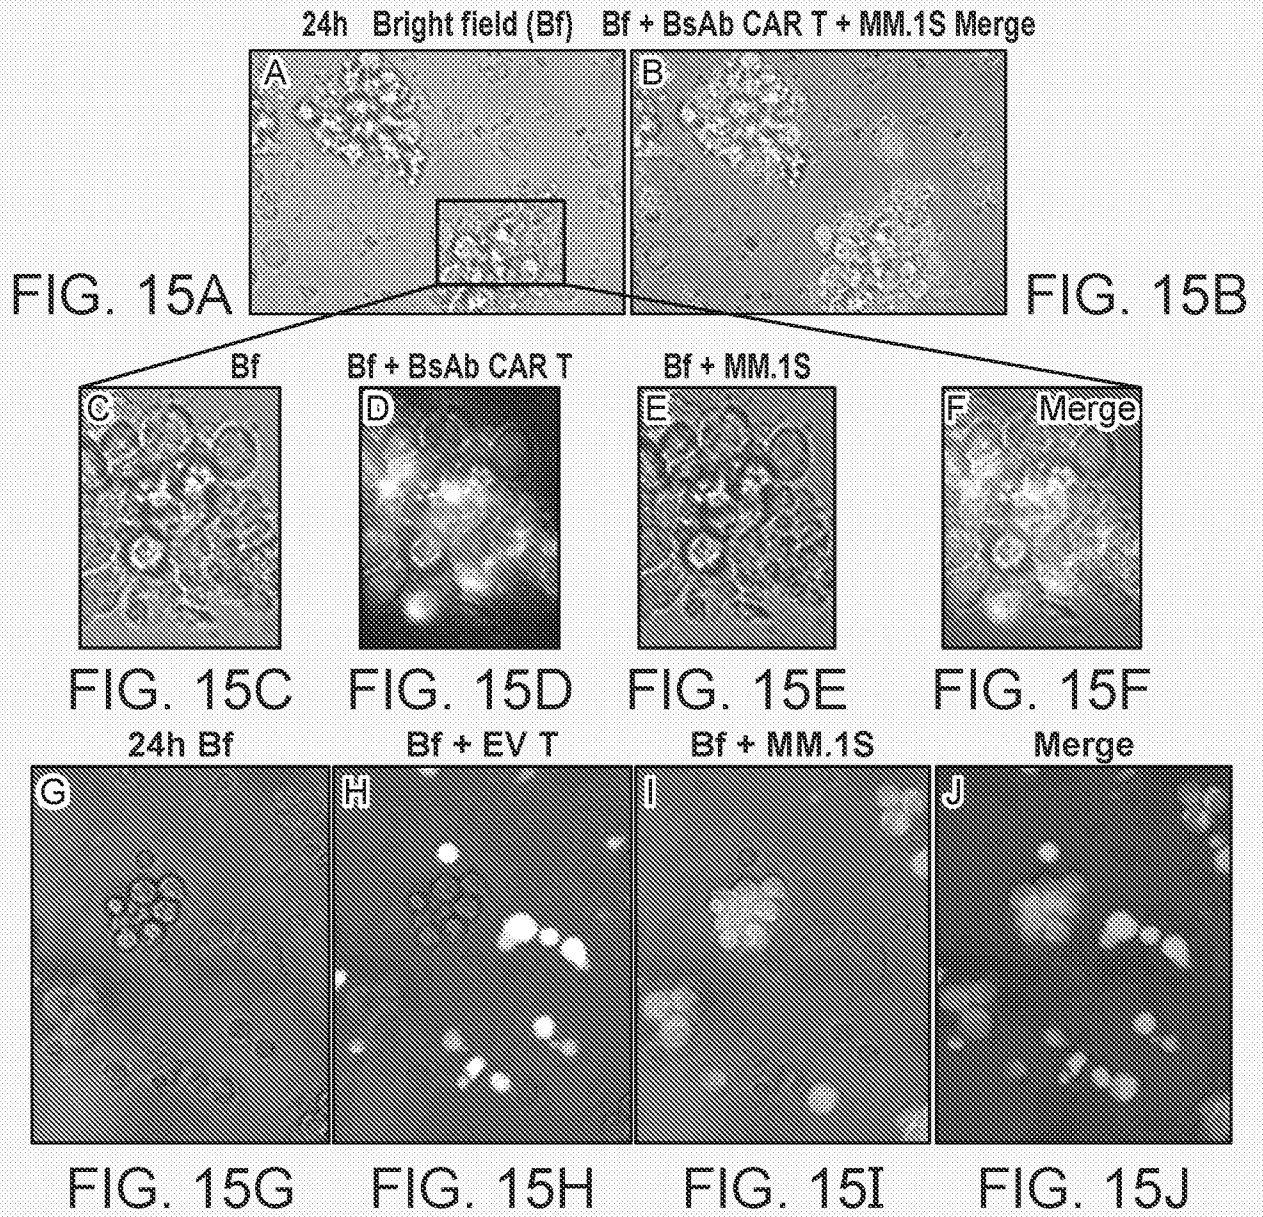 24h Bright field (Bf) Bf + BsAb CAR T + MM.1S Merge
A B
FIG. 15A FIG. 15B
Bf Bf + BsAb CAR T Bf + MM.1S
C D E F Merge
FIG. 15C FIG. 15D FIG. 15E FIG. 15F
24h Bf Bf + EV T Bf + MM.1S Merge
G H I J
FIG. 15G FIG. 15H FIG. 15I FIG. 15J